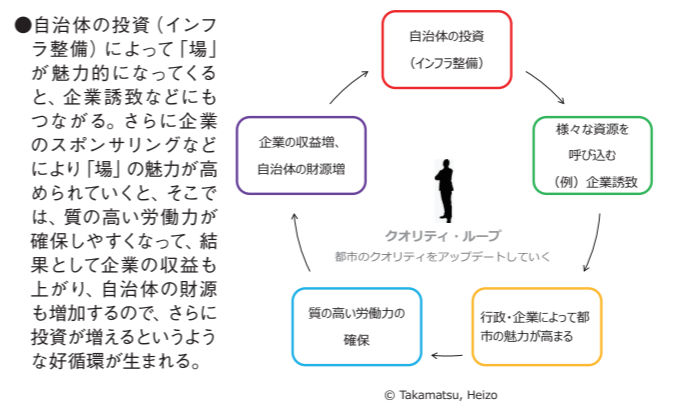 ●自治体の投資（インフ
ラ整備）によって「場」
が魅力的になってくる
と、企業誘致などにも
つながる。さらに企業
のスポンサリングなど
により「場」の魅力が高
められていくと、そこで
は、質の高い労働力が
確保しやすくなって、結
果として企業の収益も
上がり、自治体の財源
も増加するので、さらに
投資が増えるというよう
な好循環が生まれる。
自治体の投資
（インフラ整備）
様々な資源を
呼び込む
（例）企業誘致
行政・企業によって都
市の魅力が高まる
質の高い労働力の
確保
企業の収益増、
自治体の財源増
クオリティ・ループ
都市のクオリティをアップデートしていく
© Takamatsu, Heizo